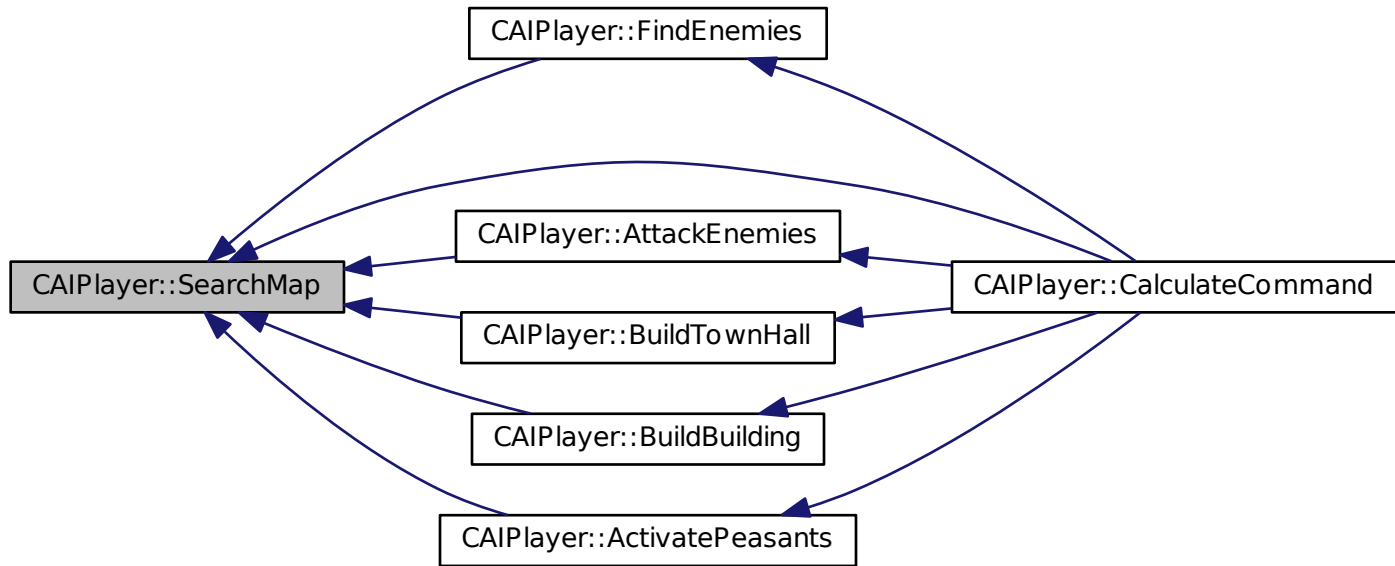 CAIPlayer::FindEnemies
CAIPlayer::AttackEnemies
CAIPlayer::SearchMap
CAIPlayer::CalculateCommand
CAIPlayer::BuildTownHall
CAIPlayer::BuildBuilding
CAIPlayer::ActivatePeasants